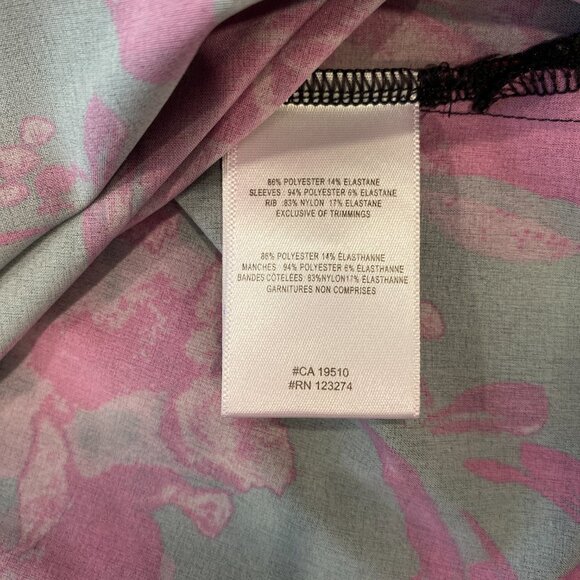 86% POLYESTER 14% ELASTANE
SLEEVES : 94% POLYESTER 6% ELASTANE
RIB :83% NYLON 17% ELASTANE
EXCLUSIVE OF TRIMMINGS
86% POLYESTER 14% ÉLASTHANNE
MANCHES : 94% POLYESTER 6% ÉLASTHANNE
BANDES CÔTELÉES: 83%NYLON17% ÉLASTHANNE
GARNITURES NON COMPRISES
#CA 19510
#RN 123274